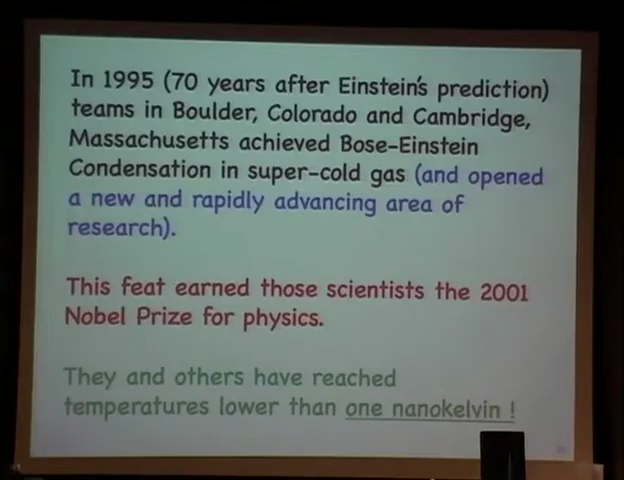 In 1995 (70 years after Einstein's prediction)
teams in Boulder, Colorado and Cambridge,
Massachusetts achieved Bose-Einstein
Condensation in super-cold gas (and opened
a new and rapidly advancing area of
research).
This feat earned those scientists the 2001
Nobel Prize for physics.
They and others have reached
temperatures lower than one nanokelvin !